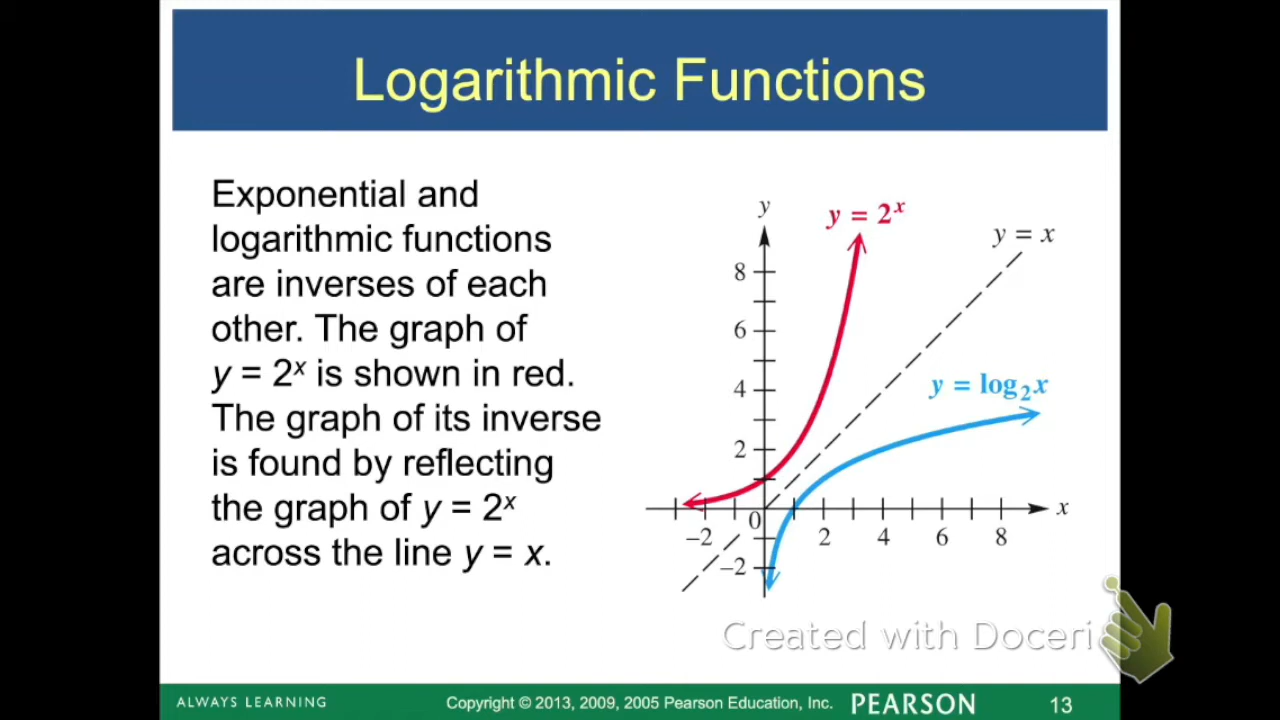 Logarithmic Functions
Exponential and
logarithmic functions
are inverses of each
other. The graph of
y = 2ˣ is shown in red.
The graph of its inverse
is found by reflecting
the graph of y = 2ˣ
across the line y = x.
y
y = 2ˣ
y = x
8
6
4
y = log₂x
2
0
x
–2
2
4
6
8
–2
Created with Doceri
ALWAYS LEARNING
Copyright © 2013, 2009, 2005 Pearson Education, Inc.
PEARSON
13